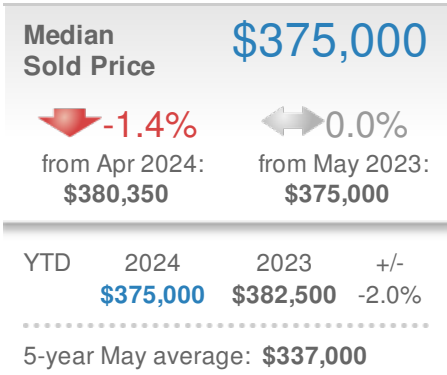 Median
Sold Price
$375,000
-1.4%
from Apr 2024:
$380,350
0.0%
from May 2023:
$375,000
YTD 2024 2023 +/-
$375,000 $382,500 -2.0%
5-year May average: $337,000